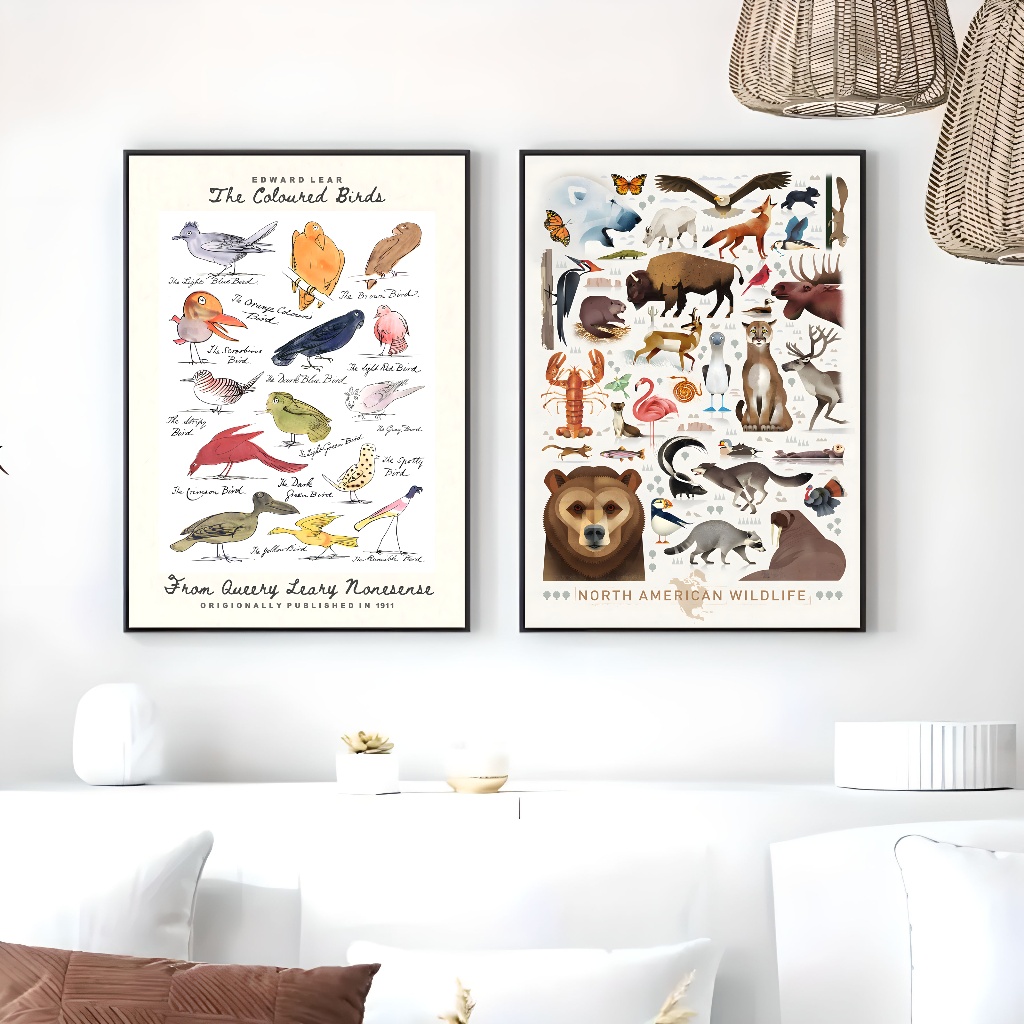 EDWARD LEAR
The Coloured Birds
The Light Blue Bird.
The Orange Coloured
Bird.
The Brown Bird.
The Scroobious
Bird.
The Dark Blue Bird.
The Light Red Bird.
The Stripy
Bird.
The Light Green Bird
The Gray Bird.
The Crimson Bird.
The Dark
Green Bird.
The Spotty
Bird.
The Yellow Bird
The Runcible Bird.
From Queery Leary Nonesense
ORIGIONALLY PUBLISHED IN 1911
NORTH AMERICAN WILDLIFE